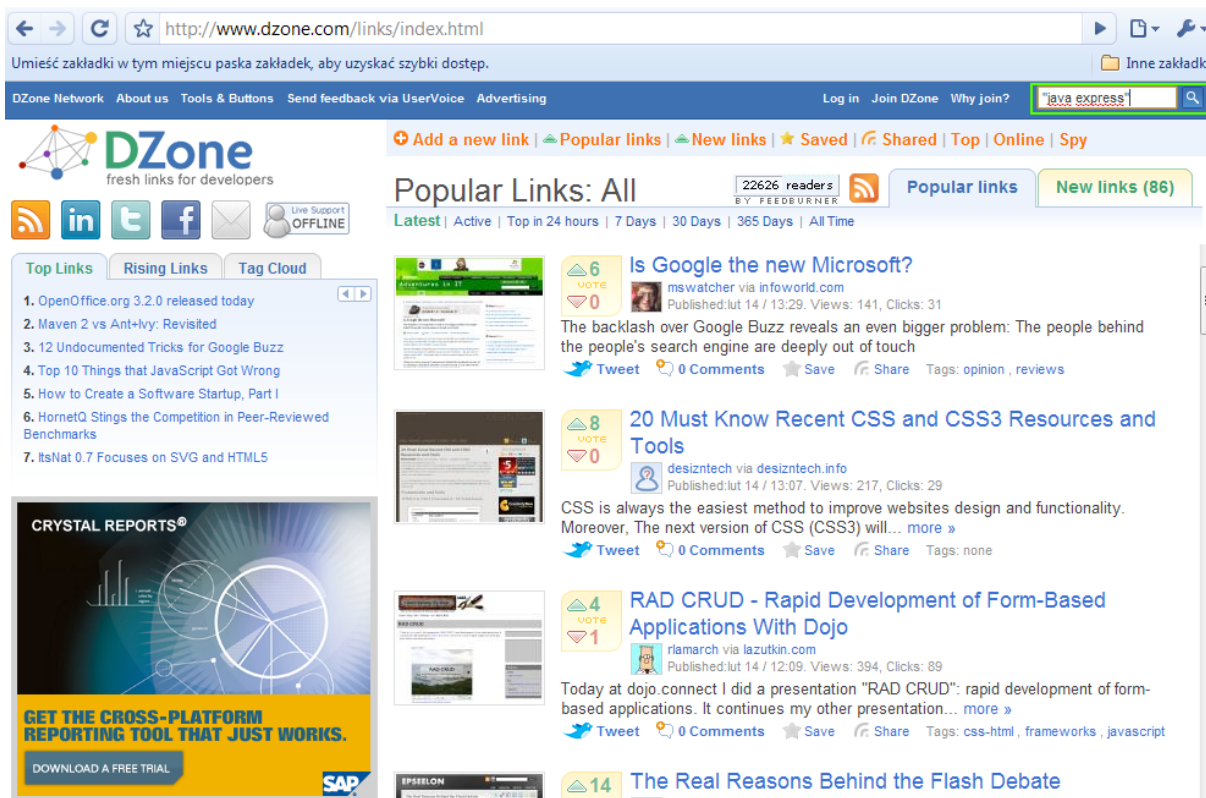 http://www.dzone.com/links/index.html
Umieść zakładki w tym miejscu paska zakładek, aby uzyskać szybki dostęp.
Inne zakładk
DZone Network About us Tools & Buttons Send feedback via UserVoice Advertising
Log in Join DZone Why join?
"java express"
DZone
fresh links for developers
Live Support
OFFLINE
Top Links Rising Links Tag Cloud
1. OpenOffice.org 3.2.0 released today
2. Maven 2 vs Ant+Ivy: Revisited
3. 12 Undocumented Tricks for Google Buzz
4. Top 10 Things that JavaScript Got Wrong
5. How to Create a Software Startup, Part I
6. HornetQ Stings the Competition in Peer-Reviewed
Benchmarks
7. ItsNat 0.7 Focuses on SVG and HTML5
CRYSTAL REPORTS®
GET THE CROSS-PLATFORM
REPORTING TOOL THAT JUST WORKS.
DOWNLOAD A FREE TRIAL
SAP
Add a new link | Popular links | New links | Saved | Shared | Top | Online | Spy
Popular Links: All
22626 readers
BY FEEDBURNER
Popular links
New links (86)
Latest | Active | Top in 24 hours | 7 Days | 30 Days | 365 Days | All Time
6
VOTE
0
Is Google the new Microsoft?
mswatcher via infoworld.com
Published:lut 14 / 13:29. Views: 141, Clicks: 31
The backlash over Google Buzz reveals an even bigger problem: The people behind
the people's search engine are deeply out of touch
Tweet 0 Comments Save Share Tags: opinion , reviews
8
VOTE
0
20 Must Know Recent CSS and CSS3 Resources and
Tools
desizntech via desizntech.info
Published:lut 14 / 13:07. Views: 217, Clicks: 29
CSS is always the easiest method to improve websites design and functionality.
Moreover, The next version of CSS (CSS3) will... more »
Tweet 0 Comments Save Share Tags: none
4
VOTE
1
RAD CRUD - Rapid Development of Form-Based
Applications With Dojo
rlamarch via lazutkin.com
Published:lut 14 / 12:09. Views: 394, Clicks: 89
Today at dojo.connect I did a presentation "RAD CRUD": rapid development of form-
based applications. It continues my other presentation... more »
Tweet 0 Comments Save Share Tags: css-html , frameworks , javascript
EPSEELON
14
The Real Reasons Behind the Flash Debate